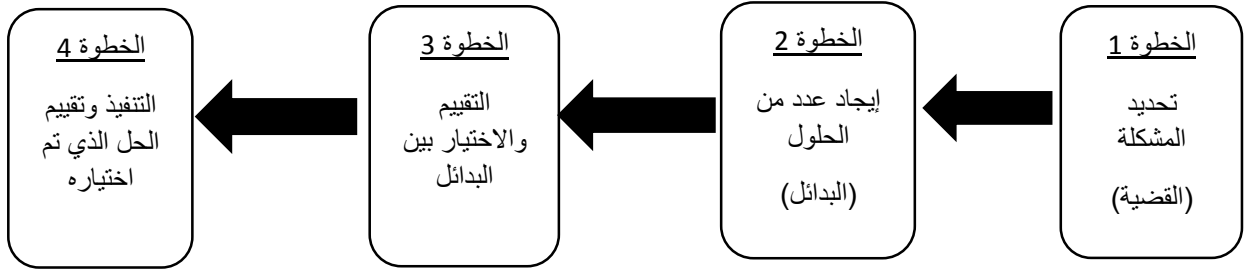 الخطوة 1
تحديد
المشكلة
(القضية)
الخطوة 2
إيجاد عدد من
الحلول
(البدائل)
الخطوة 3
التقييم
والاختيار بين
البدائل
الخطوة 4
التنفيذ وتقييم
الحل الذي تم
اختياره